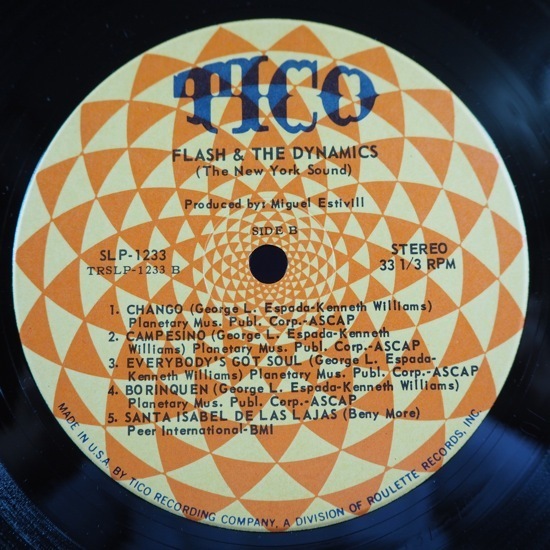 TICO
FLASH & THE DYNAMICS
(The New York Sound)
Produced by: Miguel Estivill
SIDE B
SLP-1233
TRSLP-1233 B
STEREO
33 1/3 RPM
1. CHANGO (George L. Espada-Kenneth Williams)
Planetary Mus. Publ. Corp.-ASCAP
2. CAMPESINO (George L. Espada-Kenneth
Williams) Planetary Mus. Publ. Corp.-ASCAP
3. EVERYBODY'S GOT SOUL (George L. Espada-
Kenneth Williams) Planetary Mus. Publ. Corp.-ASCAP
4. BORINQUEN (George L. Espada-Kenneth Williams)
Planetary Mus. Publ. Corp.-ASCAP
5. SANTA ISABEL DE LAS LAJAS (Beny More)
Peer International-BMI
MADE IN U.S.A. BY TICO RECORDING COMPANY, A DIVISION OF ROULETTE RECORDS, INC.